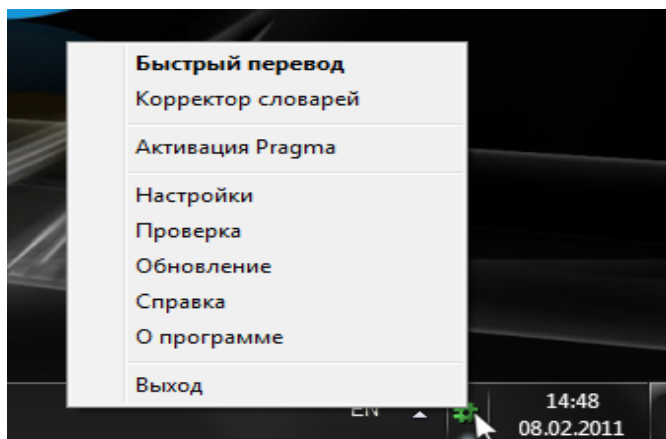 Быстрый перевод
Корректор словарей
Активация Pragma
Настройки
Проверка
Обновление
Справка
О программе
Выход
EN
14:48
08.02.2011